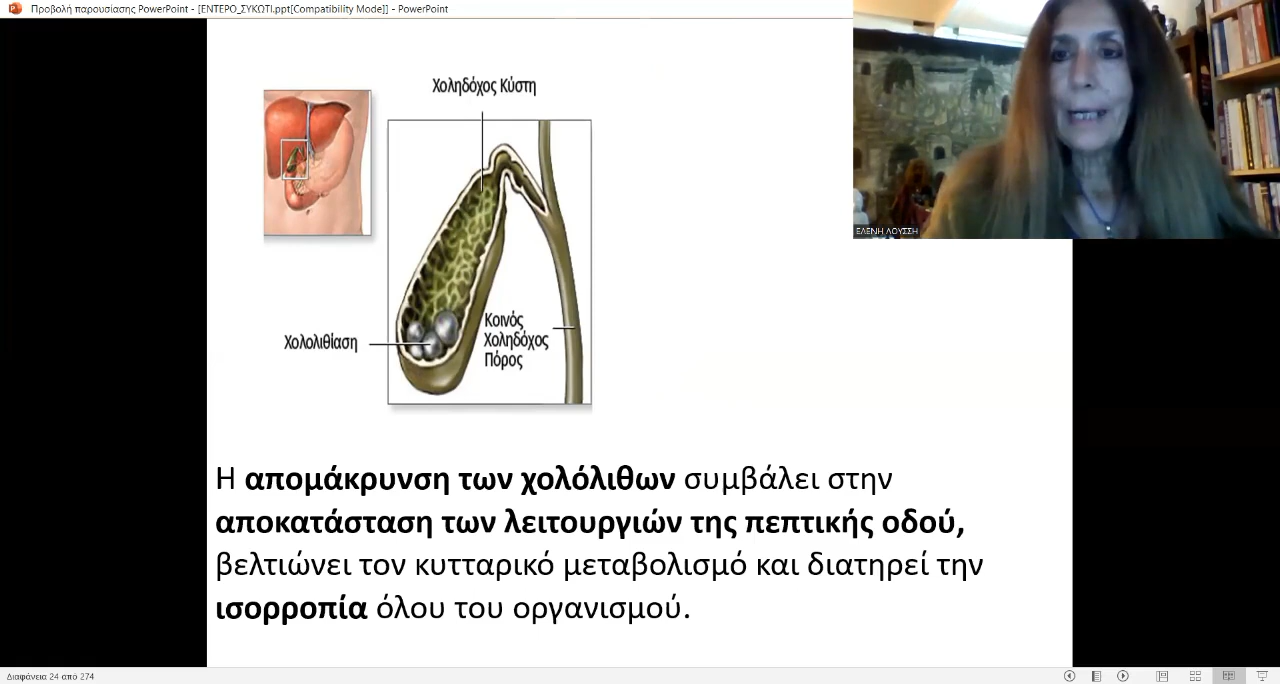 Προβολή παρουσίασης PowerPoint - [ΕΝΤΕΡΟ_ΣΥΚΩΤΙ.ppt[Compatibility Mode]] - PowerPoint
Χοληδόχος Κύστη
Χολολιθίαση
Κοινός
Χοληδόχος
Πόρος
ΕΛΕΝΗ ΛΟΥΣΣΗ
Η απομάκρυνση των χολόλιθων συμβάλει στην
αποκατάσταση των λειτουργιών της πεπτικής οδού,
βελτιώνει τον κυτταρικό μεταβολισμό και διατηρεί την
ισορροπία όλου του οργανισμού.
Διαφάνεια 24 από 274